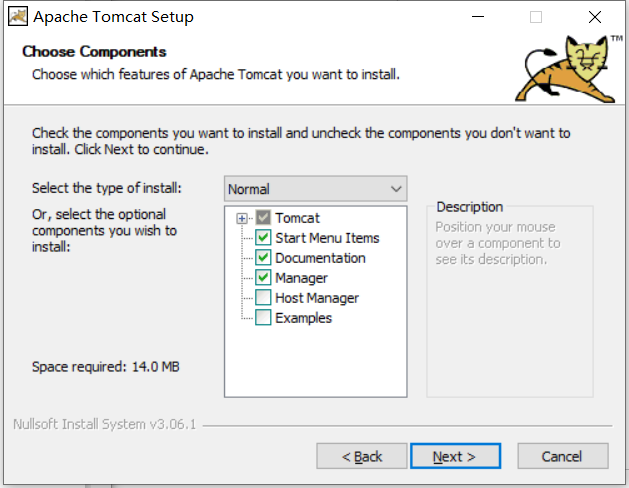 Apache Tomcat Setup
Choose Components
Choose which features of Apache Tomcat you want to install.
TM
Check the components you want to install and uncheck the components you don't want to
install. Click Next to continue.
Select the type of install:
Normal
Or, select the optional
components you wish to
install:
Tomcat
Start Menu Items
Documentation
Manager
Host Manager
Examples
Description
Position your mouse
over a component to
see its description.
Space required: 14.0 MB
Nullsoft Install System v3.06.1
< Back
Next >
Cancel